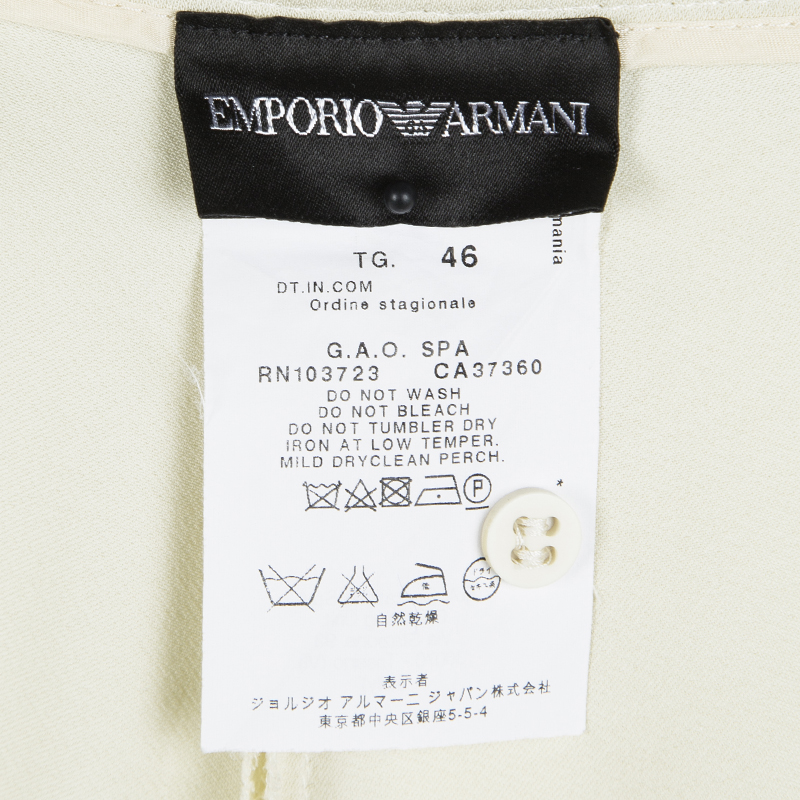 EMPORIO ARMANI
TG. 46
DT.IN.COM
Ordine stagionale
G.A.O. SPA
RN103723 CA37360
DO NOT WASH
DO NOT BLEACH
DO NOT TUMBLER DRY
IRON AT LOW TEMPER.
MILD DRYCLEAN PERCH.
P
*
低
自然乾燥
表示者
ジョルジオ アルマーニ ジャパン株式会社
東京都中央区銀座5-5-4